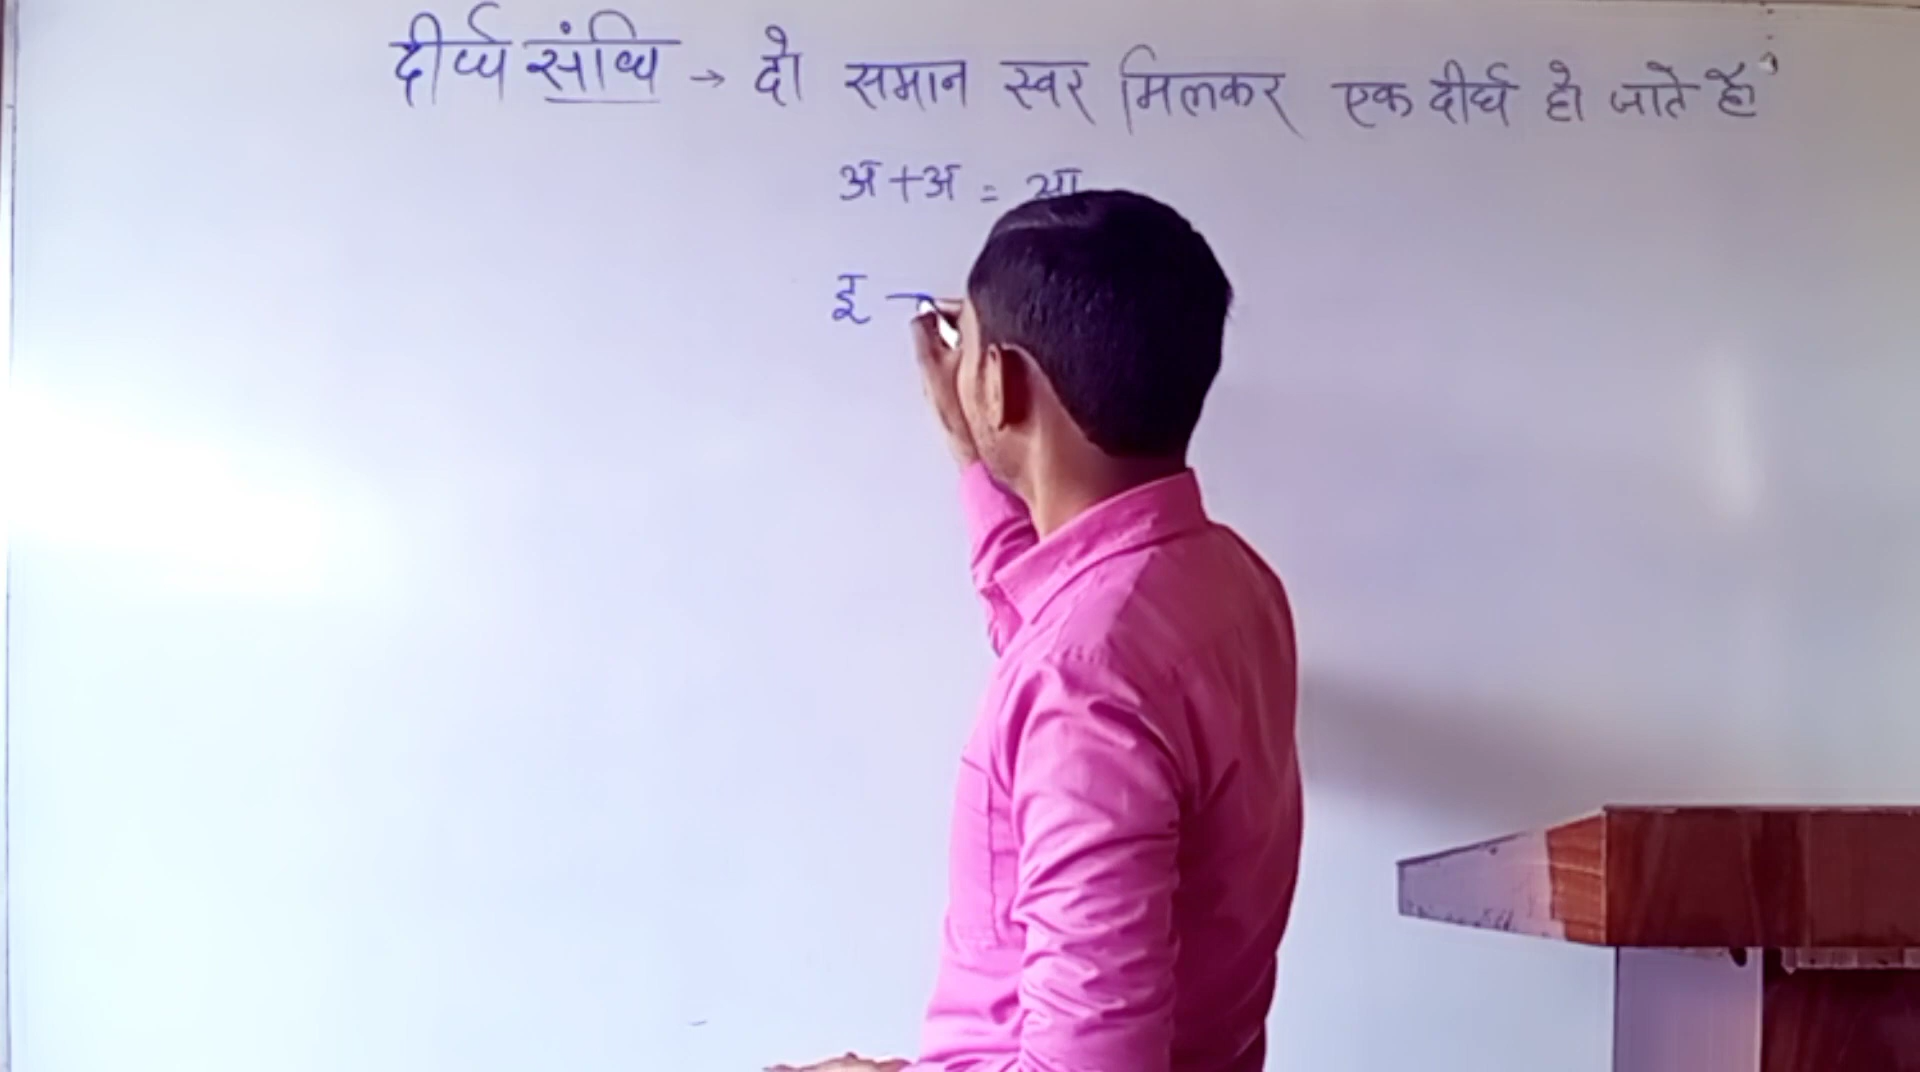 दीर्घ संधि → दो समान स्वर मिलकर एक दीर्घ हो जाते हैं
अ + अ = आ
इ